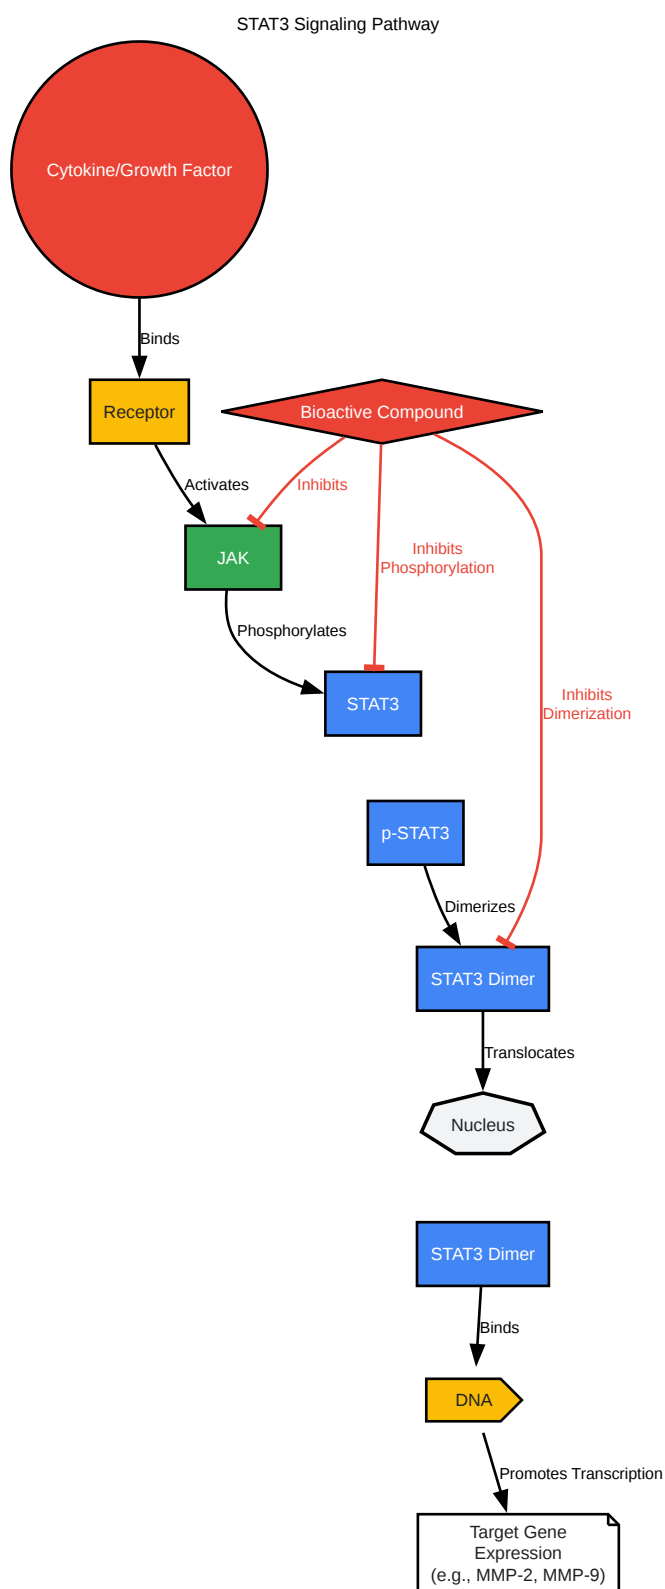 STAT3 Signaling Pathway
Cytokine/Growth Factor
Binds
Receptor
Bioactive Compound
Activates
Inhibits
JAK
Inhibits
Phosphorylation
Phosphorylates
STAT3
Inhibits
Dimerization
p-STAT3
Dimerizes
STAT3 Dimer
Translocates
Nucleus
STAT3 Dimer
Binds
DNA
Promotes Transcription
Target Gene
Expression
(e.g., MMP-2, MMP-9)